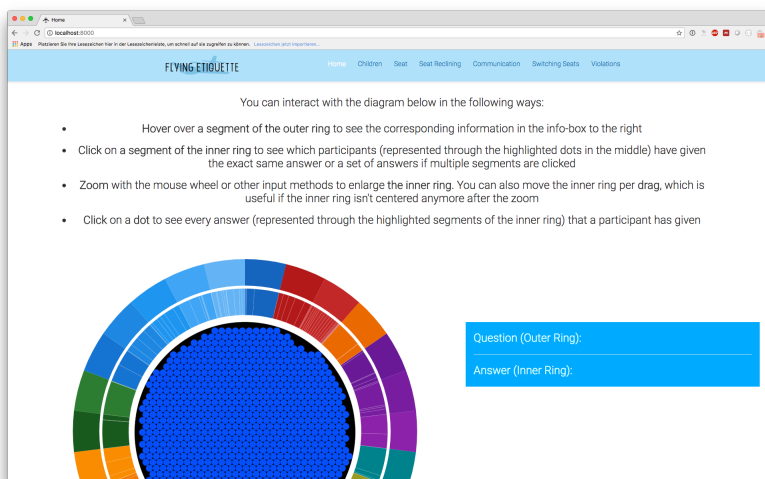 Home
localhost:8000
Apps Platzieren Sie Ihre Lesezeichen hier in der Lesezeichenleiste, um schnell auf sie zugreifen zu können. Lesezeichen jetzt importieren...
FLYING ETIQUETTE
Home Children Seat Seat Reclining Communication Switching Seats Violations
You can interact with the diagram below in the following ways:
• Hover over a segment of the outer ring to see the corresponding information in the info-box to the right
• Click on a segment of the inner ring to see which participants (represented through the highlighted dots in the middle) have given
the exact same answer or a set of answers if multiple segments are clicked
• Zoom with the mouse wheel or other input methods to enlarge the inner ring. You can also move the inner ring per drag, which is
useful if the inner ring isn't centered anymore after the zoom
• Click on a dot to see every answer (represented through the highlighted segments of the inner ring) that a participant has given
Question (Outer Ring):
Answer (Inner Ring):